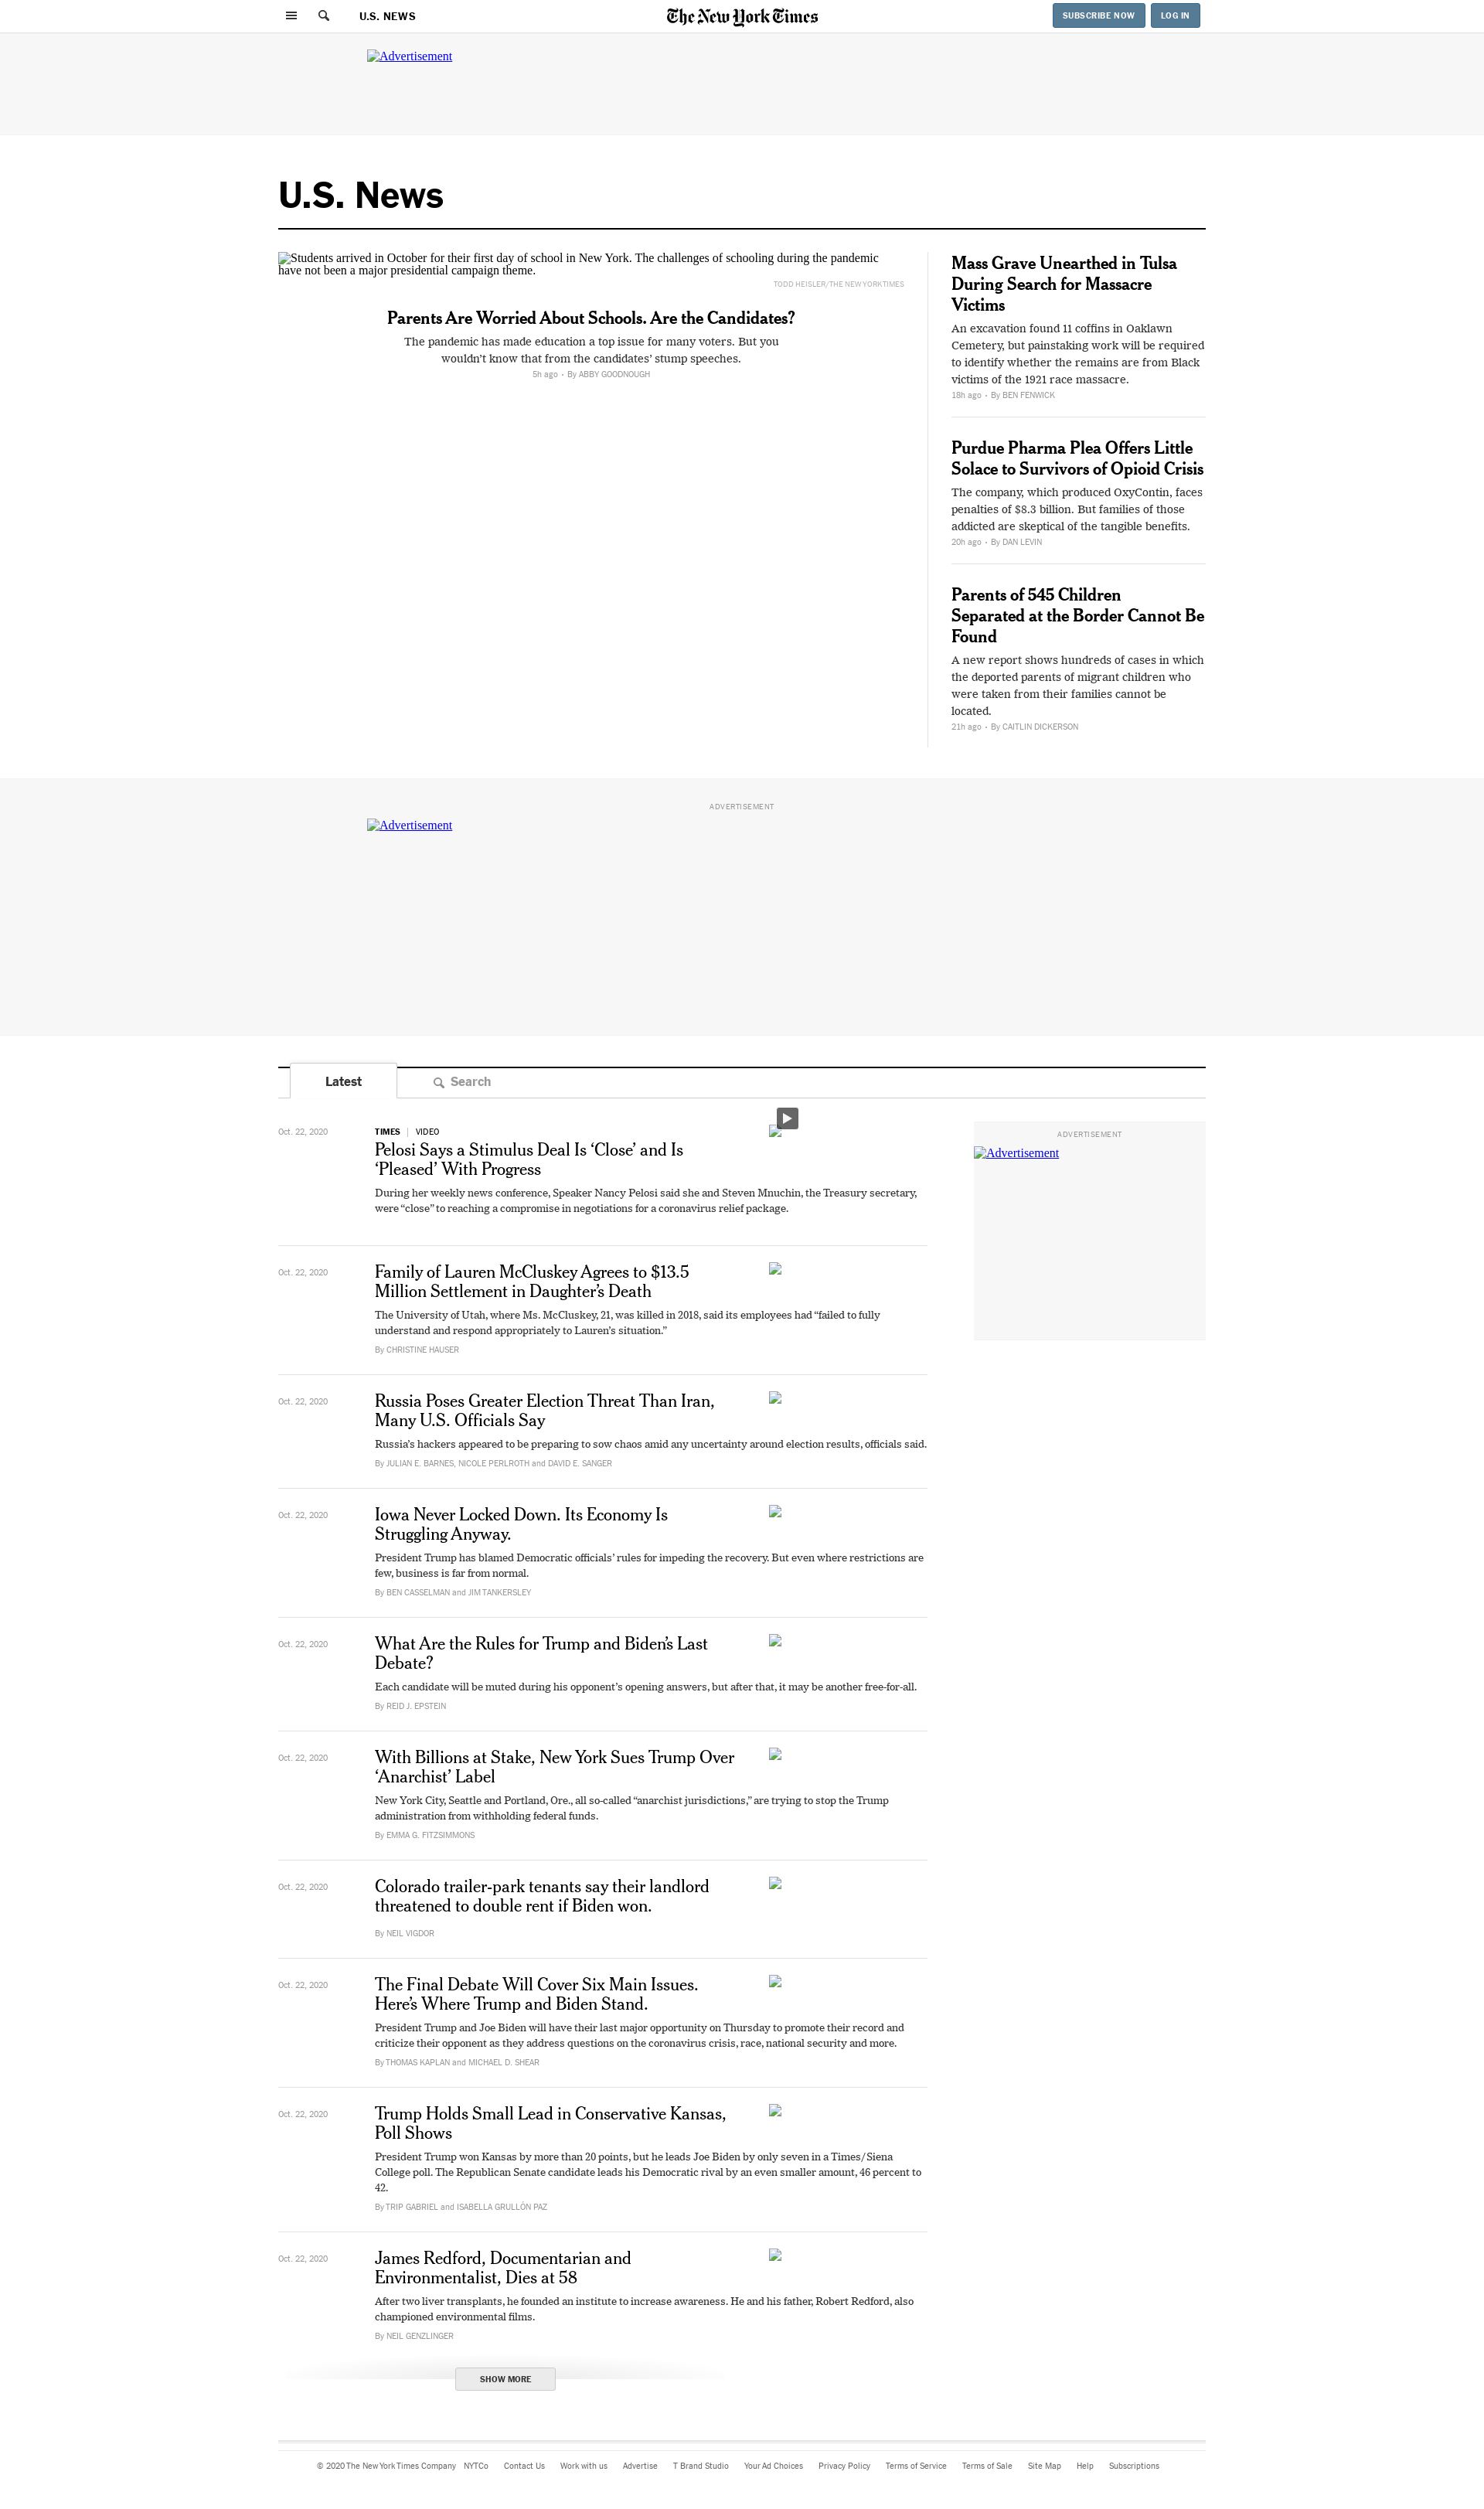 U.S. NEWS
The New York Times
SUBSCRIBE NOW
LOG IN
Advertisement
U.S. News
Students arrived in October for their first day of school in New York. The challenges of schooling during the pandemic
have not been a major presidential campaign theme.
TODD HEISLER/THE NEW YORK TIMES
Parents Are Worried About Schools. Are the Candidates?
The pandemic has made education a top issue for many voters. But you
wouldn't know that from the candidates' stump speeches.
5h ago • By ABBY GOODNOUGH
Mass Grave Unearthed in Tulsa
During Search for Massacre
Victims
An excavation found 11 coffins in Oaklawn
Cemetery, but painstaking work will be required
to identify whether the remains are from Black
victims of the 1921 race massacre.
18h ago • By BEN FENWICK
Purdue Pharma Plea Offers Little
Solace to Survivors of Opioid Crisis
The company, which produced OxyContin, faces
penalties of $8.3 billion. But families of those
addicted are skeptical of the tangible benefits.
20h ago • By DAN LEVIN
Parents of 545 Children
Separated at the Border Cannot Be
Found
A new report shows hundreds of cases in which
the deported parents of migrant children who
were taken from their families cannot be
located.
21h ago • By CAITLIN DICKERSON
ADVERTISEMENT
Advertisement
Latest
Search
Oct. 22, 2020
TIMES | VIDEO
Pelosi Says a Stimulus Deal Is ‘Close’ and Is
‘Pleased’ With Progress
During her weekly news conference, Speaker Nancy Pelosi said she and Steven Mnuchin, the Treasury secretary,
were “close” to reaching a compromise in negotiations for a coronavirus relief package.
ADVERTISEMENT
Advertisement
Oct. 22, 2020
Family of Lauren McCluskey Agrees to $13.5
Million Settlement in Daughter’s Death
The University of Utah, where Ms. McCluskey, 21, was killed in 2018, said its employees had “failed to fully
understand and respond appropriately to Lauren’s situation.”
By CHRISTINE HAUSER
Oct. 22, 2020
Russia Poses Greater Election Threat Than Iran,
Many U.S. Officials Say
Russia’s hackers appeared to be preparing to sow chaos amid any uncertainty around election results, officials said.
By JULIAN E. BARNES, NICOLE PERLROTH and DAVID E. SANGER
Oct. 22, 2020
Iowa Never Locked Down. Its Economy Is
Struggling Anyway.
President Trump has blamed Democratic officials’ rules for impeding the recovery. But even where restrictions are
few, business is far from normal.
By BEN CASSELMAN and JIM TANKERSLEY
Oct. 22, 2020
What Are the Rules for Trump and Biden’s Last
Debate?
Each candidate will be muted during his opponent’s opening answers, but after that, it may be another free-for-all.
By REID J. EPSTEIN
Oct. 22, 2020
With Billions at Stake, New York Sues Trump Over
‘Anarchist’ Label
New York City, Seattle and Portland, Ore., all so-called “anarchist jurisdictions,” are trying to stop the Trump
administration from withholding federal funds.
By EMMA G. FITZSIMMONS
Oct. 22, 2020
Colorado trailer-park tenants say their landlord
threatened to double rent if Biden won.
By NEIL VIGDOR
Oct. 22, 2020
The Final Debate Will Cover Six Main Issues.
Here’s Where Trump and Biden Stand.
President Trump and Joe Biden will have their last major opportunity on Thursday to promote their record and
criticize their opponent as they address questions on the coronavirus crisis, race, national security and more.
By THOMAS KAPLAN and MICHAEL D. SHEAR
Oct. 22, 2020
Trump Holds Small Lead in Conservative Kansas,
Poll Shows
President Trump won Kansas by more than 20 points, but he leads Joe Biden by only seven in a Times/Siena
College poll. The Republican Senate candidate leads his Democratic rival by an even smaller amount, 46 percent to
42.
By TRIP GABRIEL and ISABELLA GRULLÓN PAZ
Oct. 22, 2020
James Redford, Documentarian and
Environmentalist, Dies at 58
After two liver transplants, he founded an institute to increase awareness. He and his father, Robert Redford, also
championed environmental films.
By NEIL GENZLINGER
SHOW MORE
© 2020 The New York Times Company NYTCo Contact Us Work with us Advertise T Brand Studio Your Ad Choices Privacy Policy Terms of Service Terms of Sale Site Map Help Subscriptions